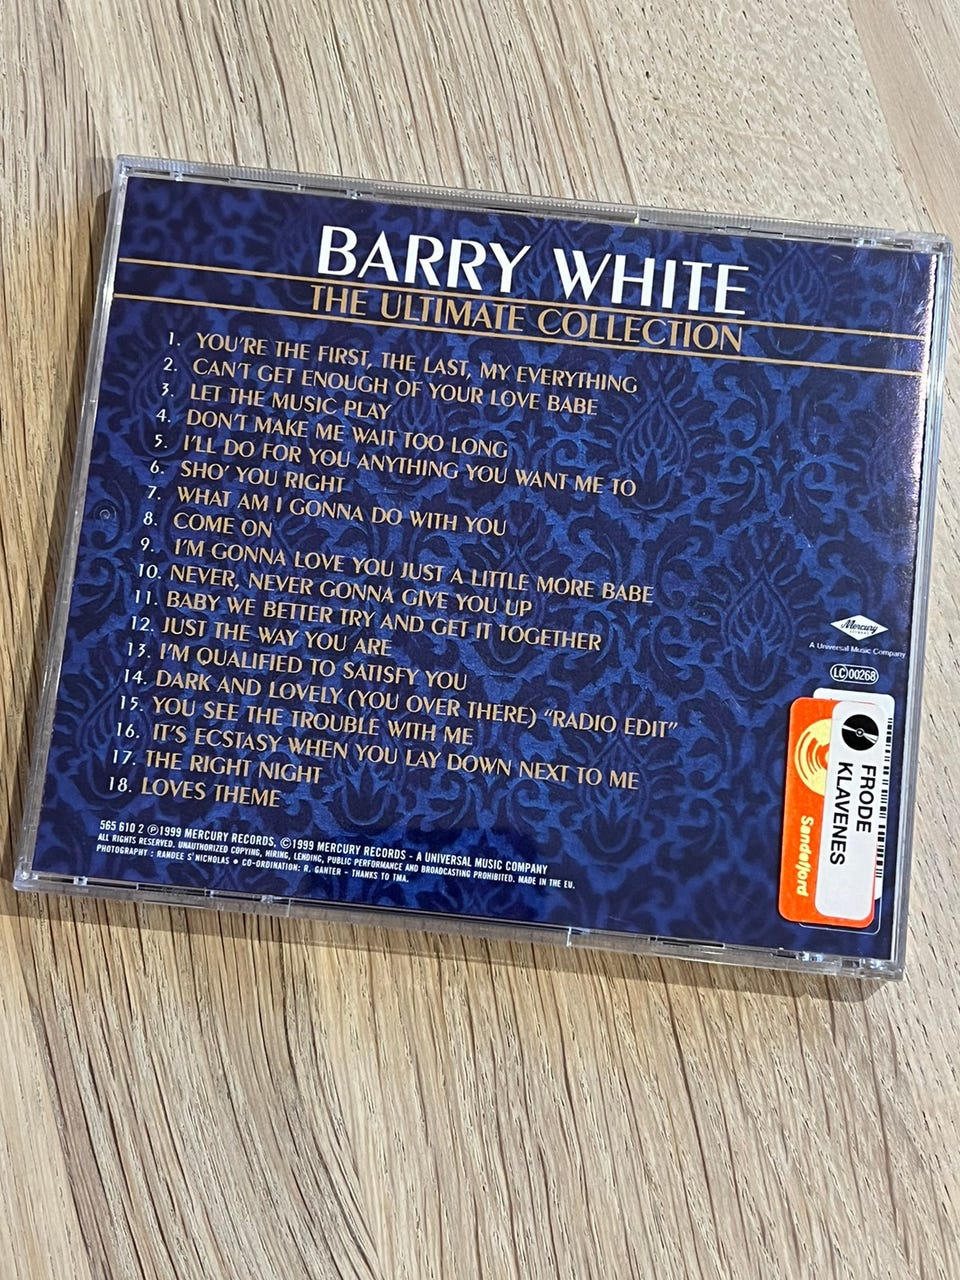 BARRY WHITE
THE ULTIMATE COLLECTION
1. YOU'RE THE FIRST, THE LAST, MY EVERYTHING
2. CAN'T GET ENOUGH OF YOUR LOVE BABE
3. LET THE MUSIC PLAY
4. DON'T MAKE ME WAIT TOO LONG
5. I'LL DO FOR YOU ANYTHING YOU WANT ME TO
6. SHO' YOU RIGHT
7. WHAT AM I GONNA DO WITH YOU
8. COME ON
9. I'M GONNA LOVE YOU JUST A LITTLE MORE BABE
10. NEVER, NEVER GONNA GIVE YOU UP
11. BABY WE BETTER TRY AND GET IT TOGETHER
12. JUST THE WAY YOU ARE
13. I'M QUALIFIED TO SATISFY YOU
14. DARK AND LOVELY (YOU OVER THERE) "RADIO EDIT"
15. YOU SEE THE TROUBLE WITH ME
16. IT'S ECSTASY WHEN YOU LAY DOWN NEXT TO ME
17. THE RIGHT NIGHT
18. LOVES THEME
565 610 2 ℗1999 MERCURY RECORDS, ©1999 MERCURY RECORDS - A UNIVERSAL MUSIC COMPANY
ALL RIGHTS RESERVED. UNAUTHORIZED COPYING, HIRING, LENDING, PUBLIC PERFORMANCE AND BROADCASTING PROHIBITED. MADE IN THE EU.
PHOTOGRAPHY : RANDEE S'NICHOLAS • CO-ORDINATION: R. GANTER - THANKS TO TMA.
Mercury
RECORDS
A Universal Music Company
LC 00268
FRODE
KLAVENES
Sandefjord